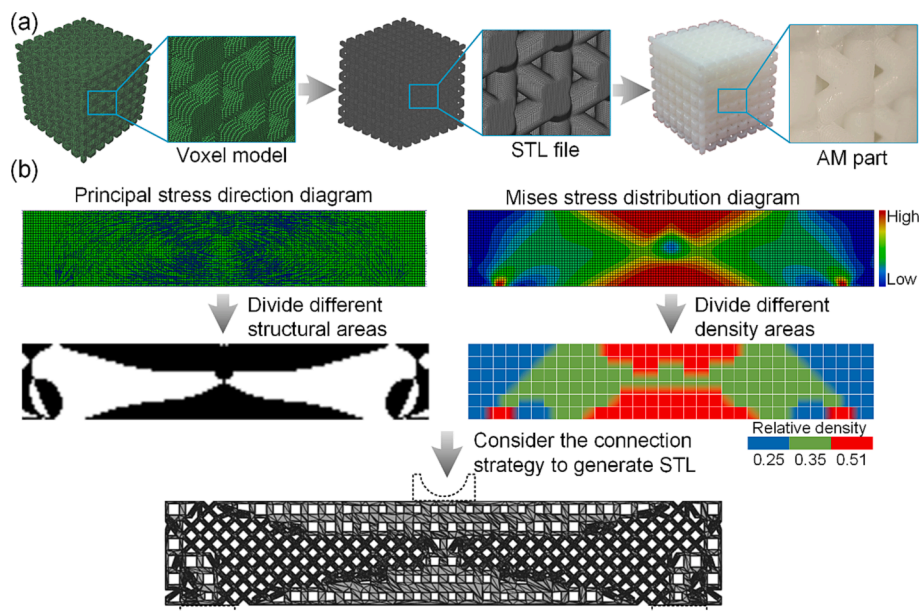 (a)
Voxel model
STL file
AM part
(b)
Principal stress direction diagram
Mises stress distribution diagram
High
Low
Divide different
structural areas
Divide different
density areas
Relative density
0.25 0.35 0.51
Consider the connection
strategy to generate STL